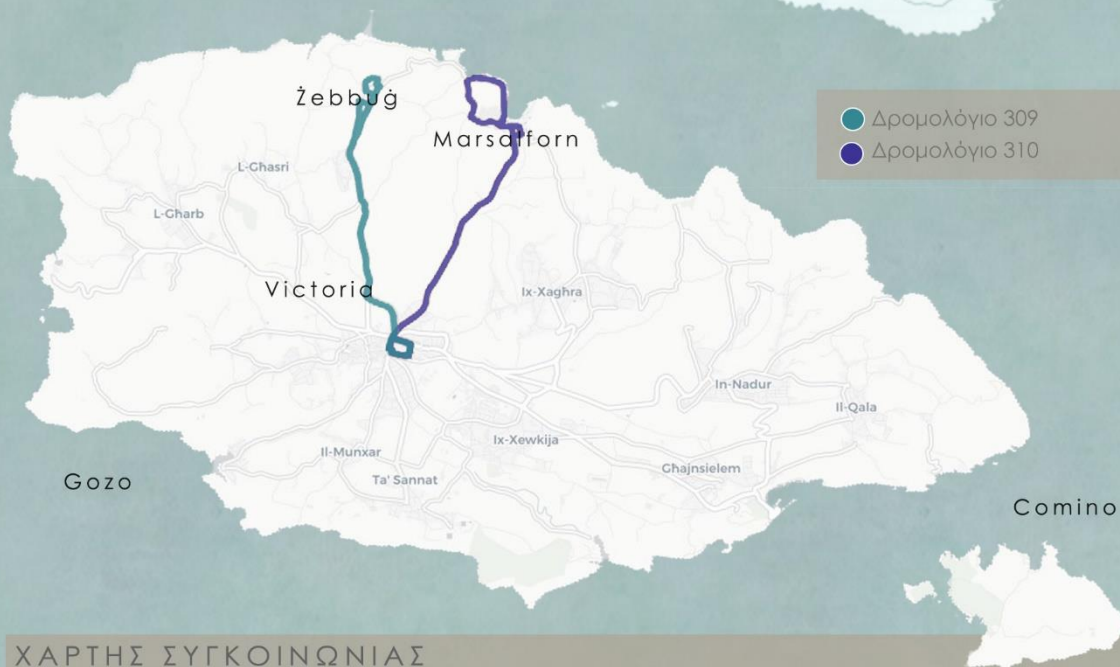 Żebbuġ
Marsalforn
Δρομολόγιο 309
Δρομολόγιο 310
L-Għasri
L-Għarb
Victoria
Ix-Xagħra
In-Nadur
Il-Qala
Ix-Xewkija
Il-Munxar
Ta' Sannat
Għajnsielem
Gozo
Comino
ΧΑΡΤΗΣ ΣΥΓΚΟΙΝΩΝΙΑΣ